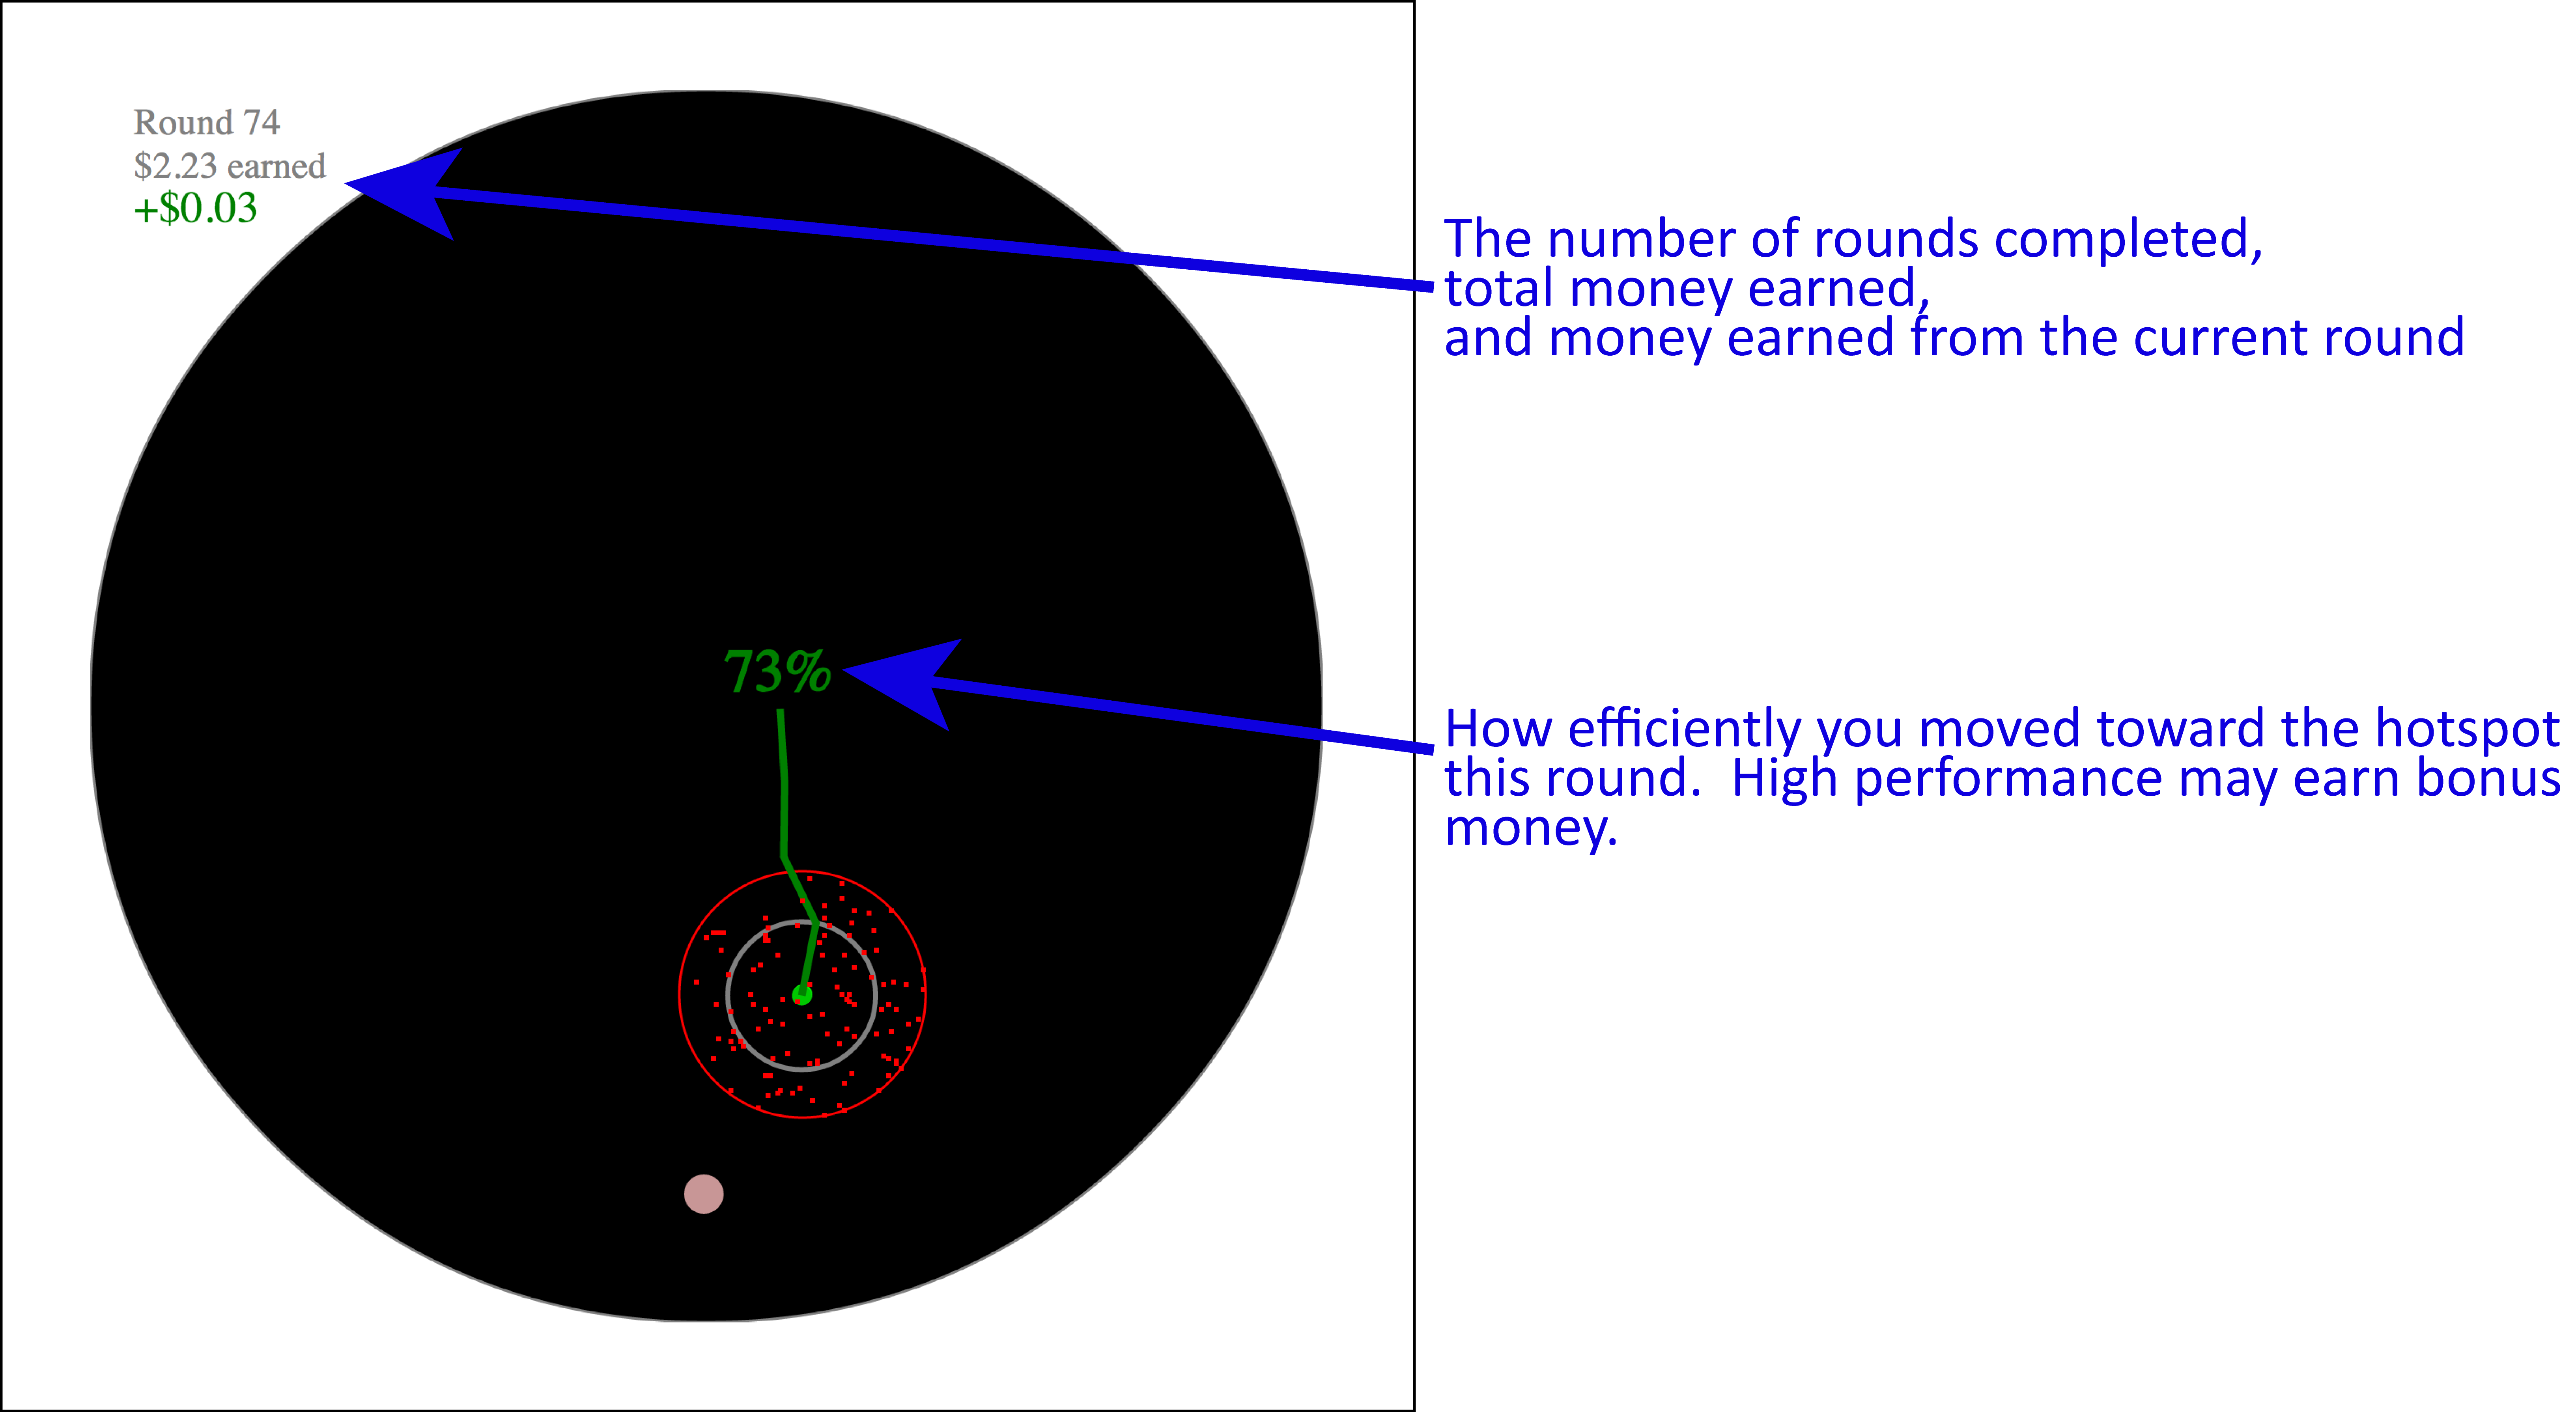 Round 74
$2.23 earned
+$0.03
The number of rounds completed,
total money earned,
and money earned from the current round
73%
How efficiently you moved toward the hotspot
this round.  High performance may earn bonus
money.